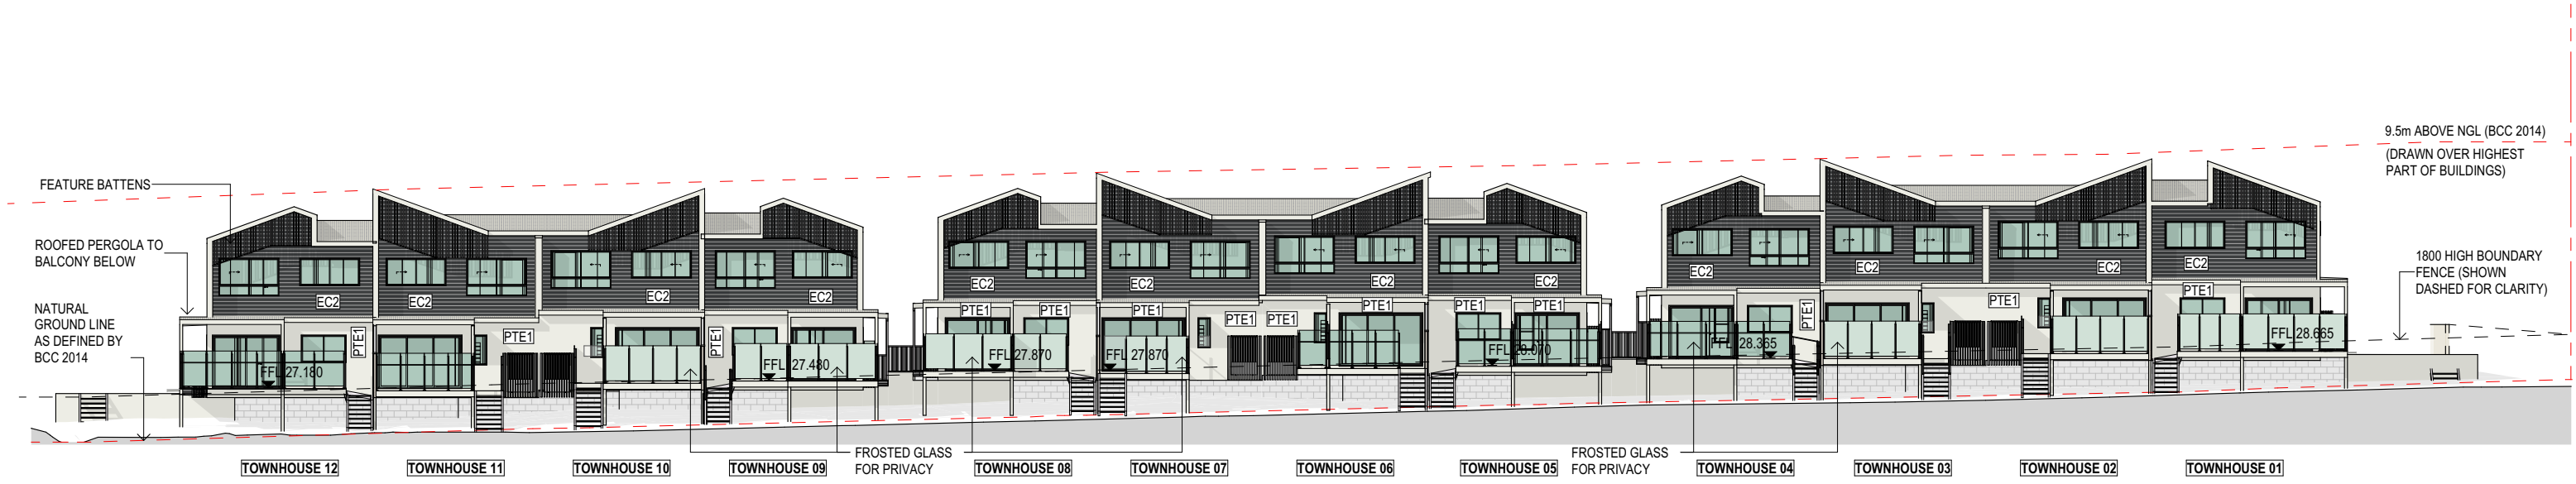 9.5m ABOVE NGL (BCC 2014)
(DRAWN OVER HIGHEST
PART OF BUILDINGS)
FEATURE BATTENS
ROOFED PERGOLA TO
BALCONY BELOW
NATURAL
GROUND LINE
AS DEFINED BY
BCC 2014
1800 HIGH BOUNDARY
FENCE (SHOWN
DASHED FOR CLARITY)
EC2
EC2
EC2
EC2
EC2
EC2
EC2
EC2
EC2
EC2
EC2
PTE1
PTE1
PTE1
PTE1
PTE1
PTE1
PTE1
PTE1
PTE1
PTE1
PTE1
PTE1
PTE1
PTE1
FFL 27.180
FFL 27.480
FFL 27.870
FFL 27.870
FFL 28.070
FFL 28.365
FFL 28.665
FROSTED GLASS
FOR PRIVACY
FROSTED GLASS
FOR PRIVACY
TOWNHOUSE 12
TOWNHOUSE 11
TOWNHOUSE 10
TOWNHOUSE 09
TOWNHOUSE 08
TOWNHOUSE 07
TOWNHOUSE 06
TOWNHOUSE 05
TOWNHOUSE 04
TOWNHOUSE 03
TOWNHOUSE 02
TOWNHOUSE 01